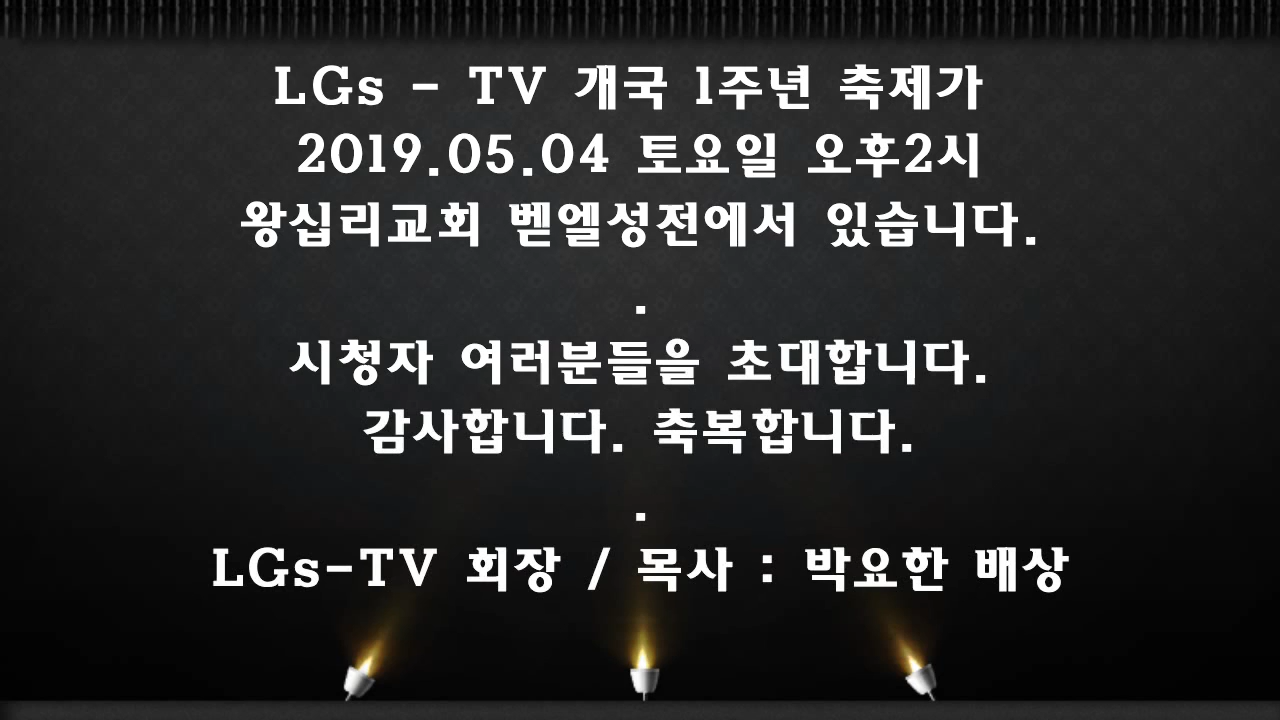 LGs - TV 개국 1주년 축제가
2019.05.04 토요일 오후2시
왕십리교회 벧엘성전에서 있습니다.
.
시청자 여러분들을 초대합니다.
감사합니다. 축복합니다.
.
LGs-TV 회장 / 목사 : 박요한 배상